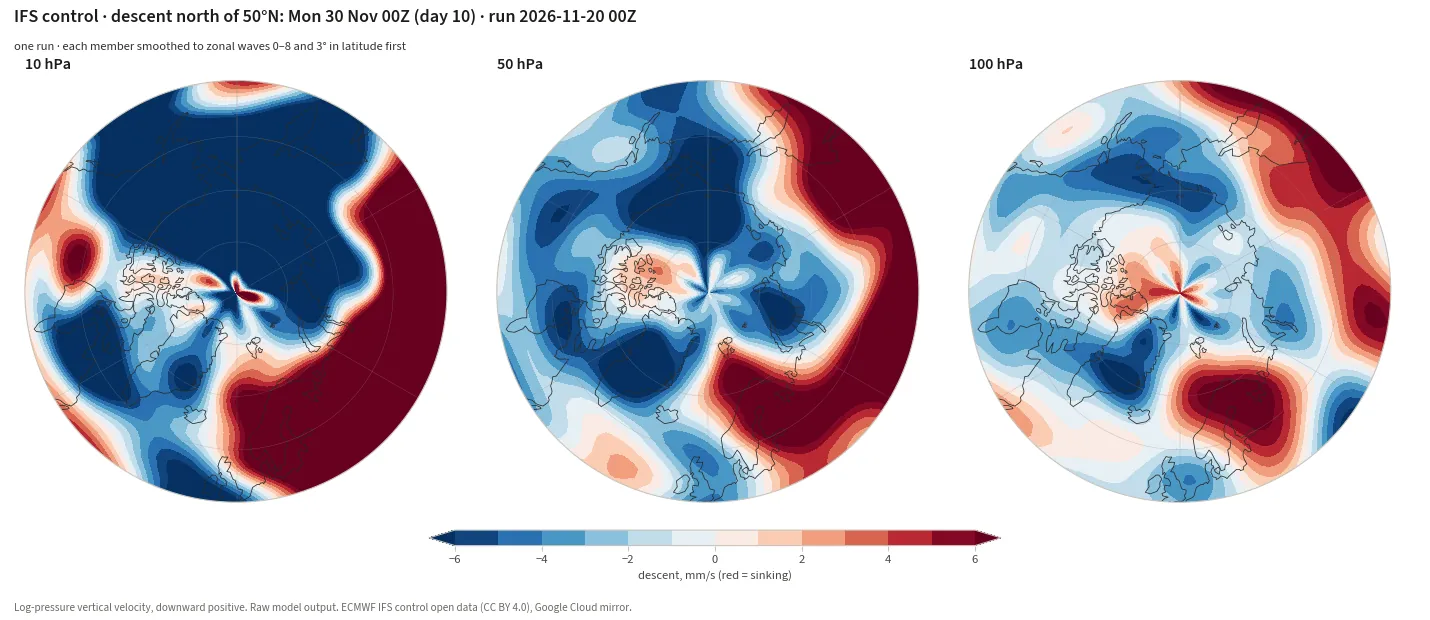 IFS control · descent north of 50°N: Mon 30 Nov 00Z (day 10) · run 2026-11-20 00Z
one run · each member smoothed to zonal waves 0–8 and 3° in latitude first
10 hPa
50 hPa
100 hPa
−6
−4
−2
0
2
4
6
descent, mm/s (red = sinking)
Log-pressure vertical velocity, downward positive. Raw model output. ECMWF IFS control open data (CC BY 4.0), Google Cloud mirror.